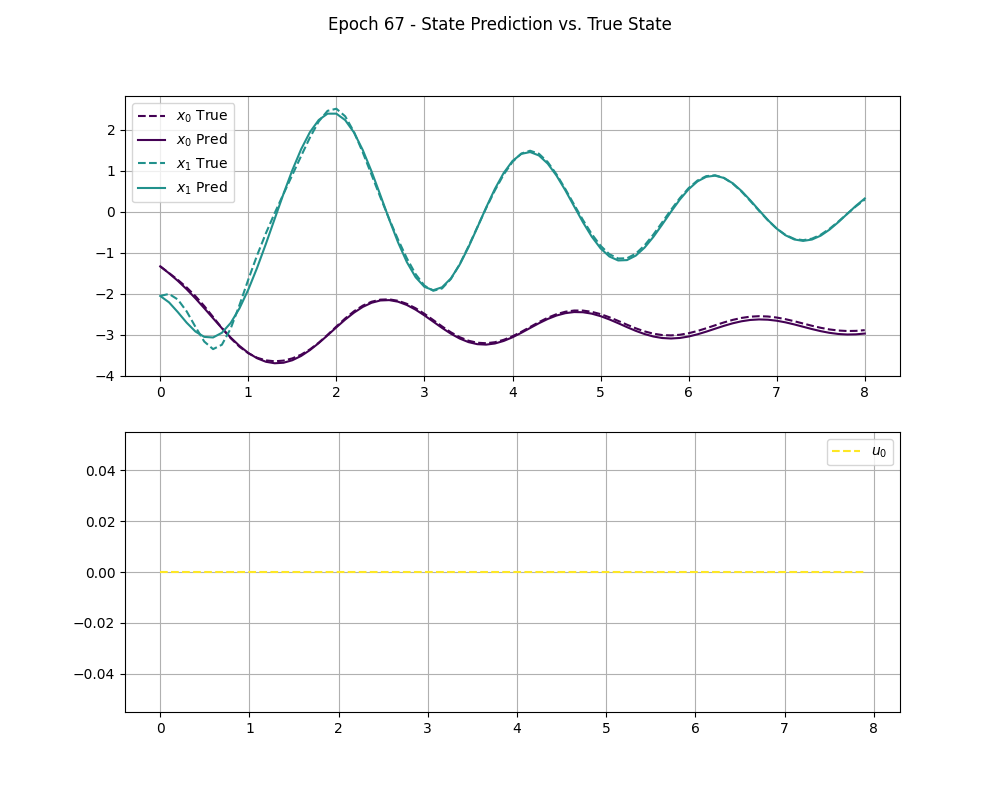 Epoch 67 - State Prediction vs. True State
x₀ True
x₀ Pred
x₁ True
x₁ Pred
2
1
0
−1
−2
−3
−4
0 1 2 3 4 5 6 7 8
u₀
0.04
0.02
0.00
−0.02
−0.04
0 1 2 3 4 5 6 7 8